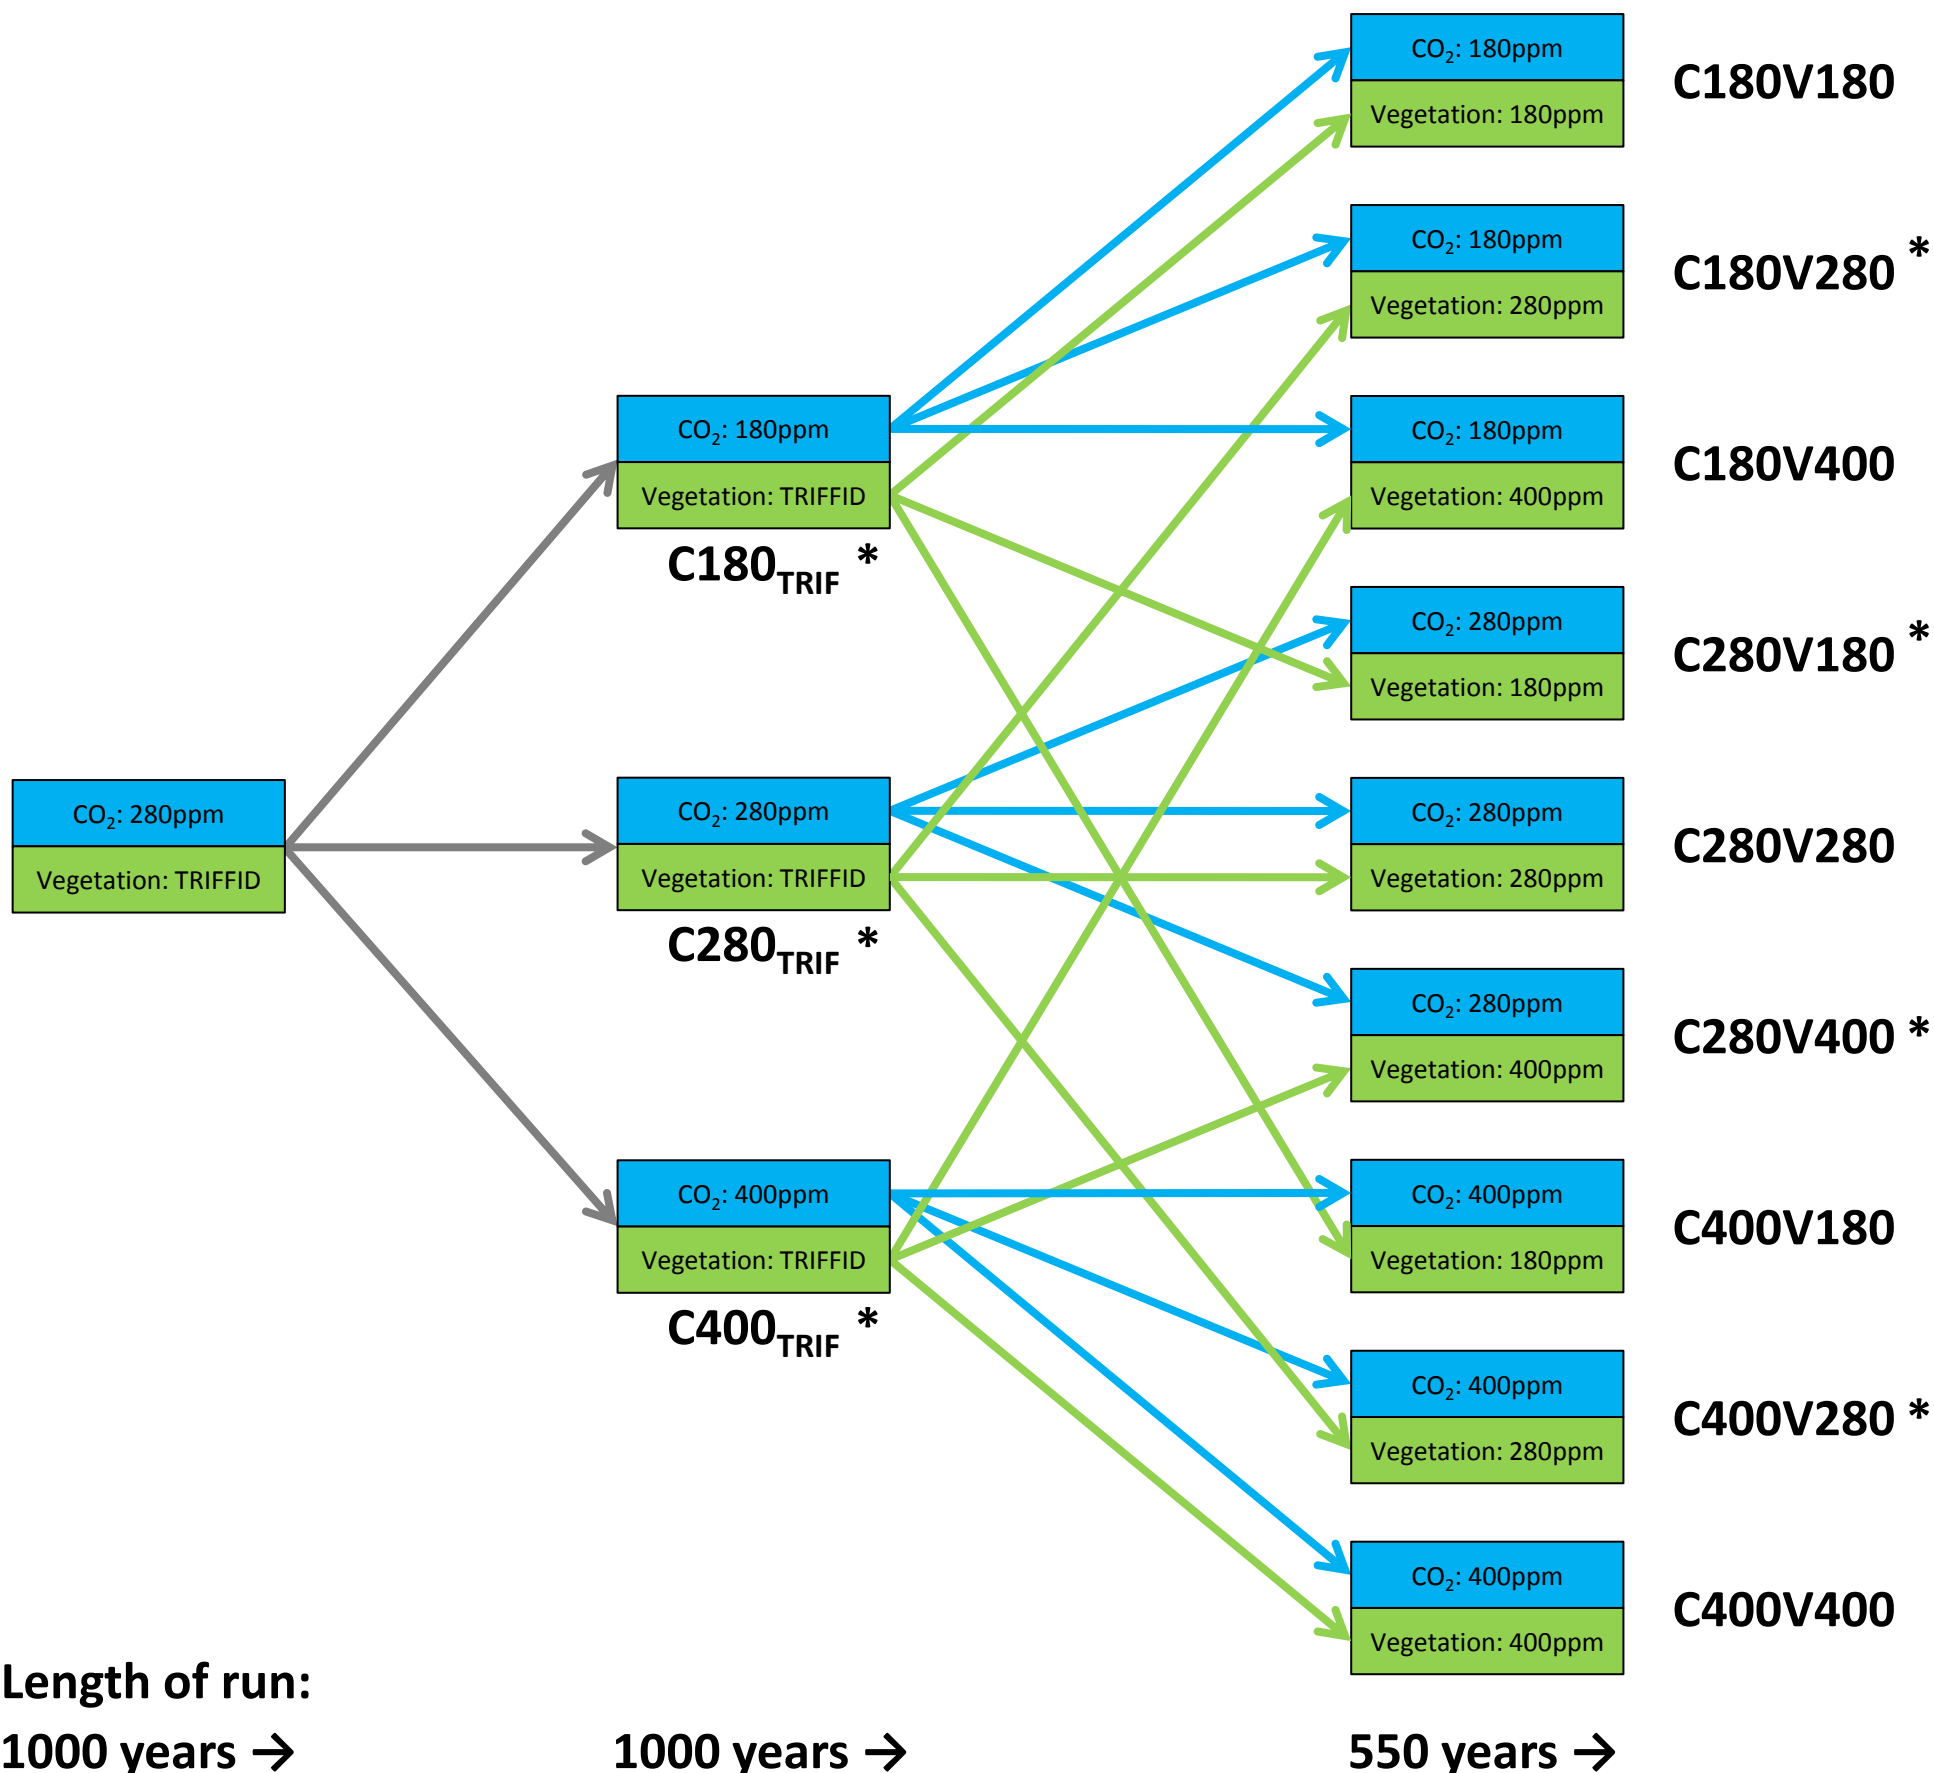 CO₂: 280ppm
Vegetation: TRIFFID
CO₂: 180ppm
Vegetation: TRIFFID
C180TRIF *
CO₂: 280ppm
Vegetation: TRIFFID
C280TRIF *
CO₂: 400ppm
Vegetation: TRIFFID
C400TRIF *
CO₂: 180ppm
Vegetation: 180ppm
C180V180
CO₂: 180ppm
Vegetation: 280ppm
C180V280 *
CO₂: 180ppm
Vegetation: 400ppm
C180V400
CO₂: 280ppm
Vegetation: 180ppm
C280V180 *
CO₂: 280ppm
Vegetation: 280ppm
C280V280
CO₂: 280ppm
Vegetation: 400ppm
C280V400 *
CO₂: 400ppm
Vegetation: 180ppm
C400V180
CO₂: 400ppm
Vegetation: 280ppm
C400V280 *
CO₂: 400ppm
Vegetation: 400ppm
C400V400
Length of run:
1000 years →
1000 years →
550 years →